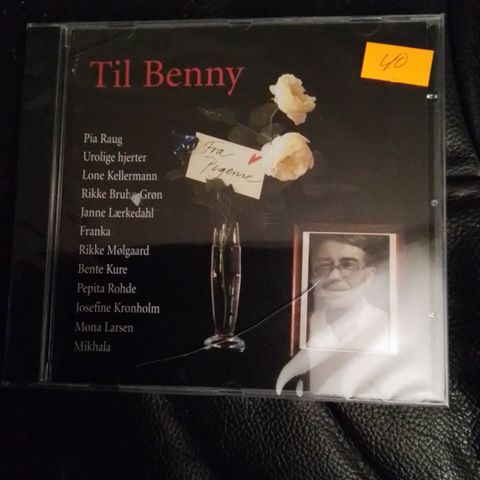 Til Benny
40
Pia Raug
Urolige hjerter
Lone Kellermann
Rikke Bruhn Grøn
Janne Lærkedahl
Franka
Rikke Mølgaard
Bente Kure
Pepita Rohde
Josefine Kronholm
Mona Larsen
Mikhala
Fra
Pigerne